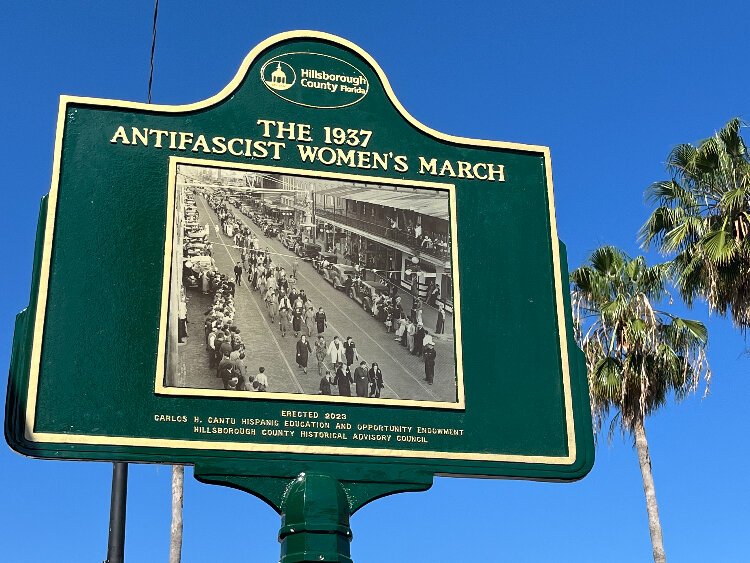 Hillsborough
County Florida
THE 1937
ANTIFASCIST WOMEN'S MARCH
ERECTED 2023
CARLOS H. CANTU HISPANIC EDUCATION AND OPPORTUNITY ENDOWMENT
HILLSBOROUGH COUNTY HISTORICAL ADVISORY COUNCIL